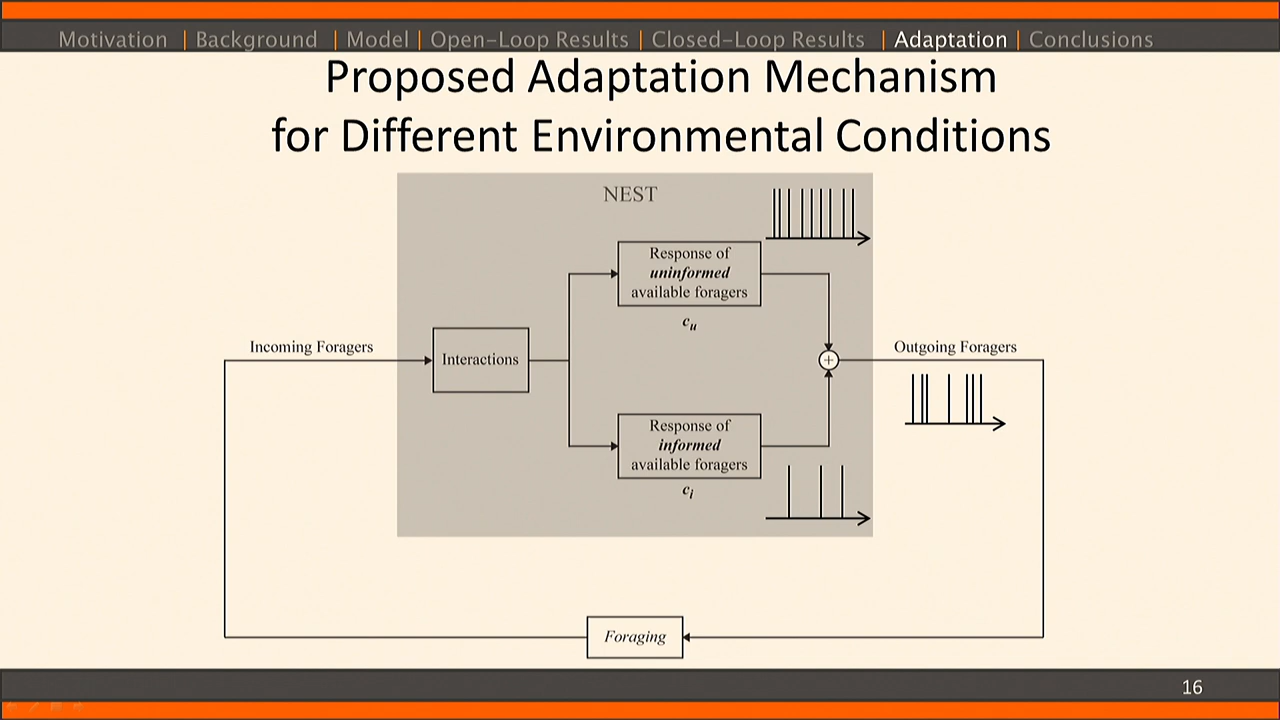 Motivation | Background | Model | Open-Loop Results | Closed-Loop Results | Adaptation | Conclusions
Proposed Adaptation Mechanism
for Different Environmental Conditions
NEST
Response of
uninformed
available foragers
c_u
Incoming Foragers
Interactions
+
Outgoing Foragers
Response of
informed
available foragers
c_i
Foraging
16